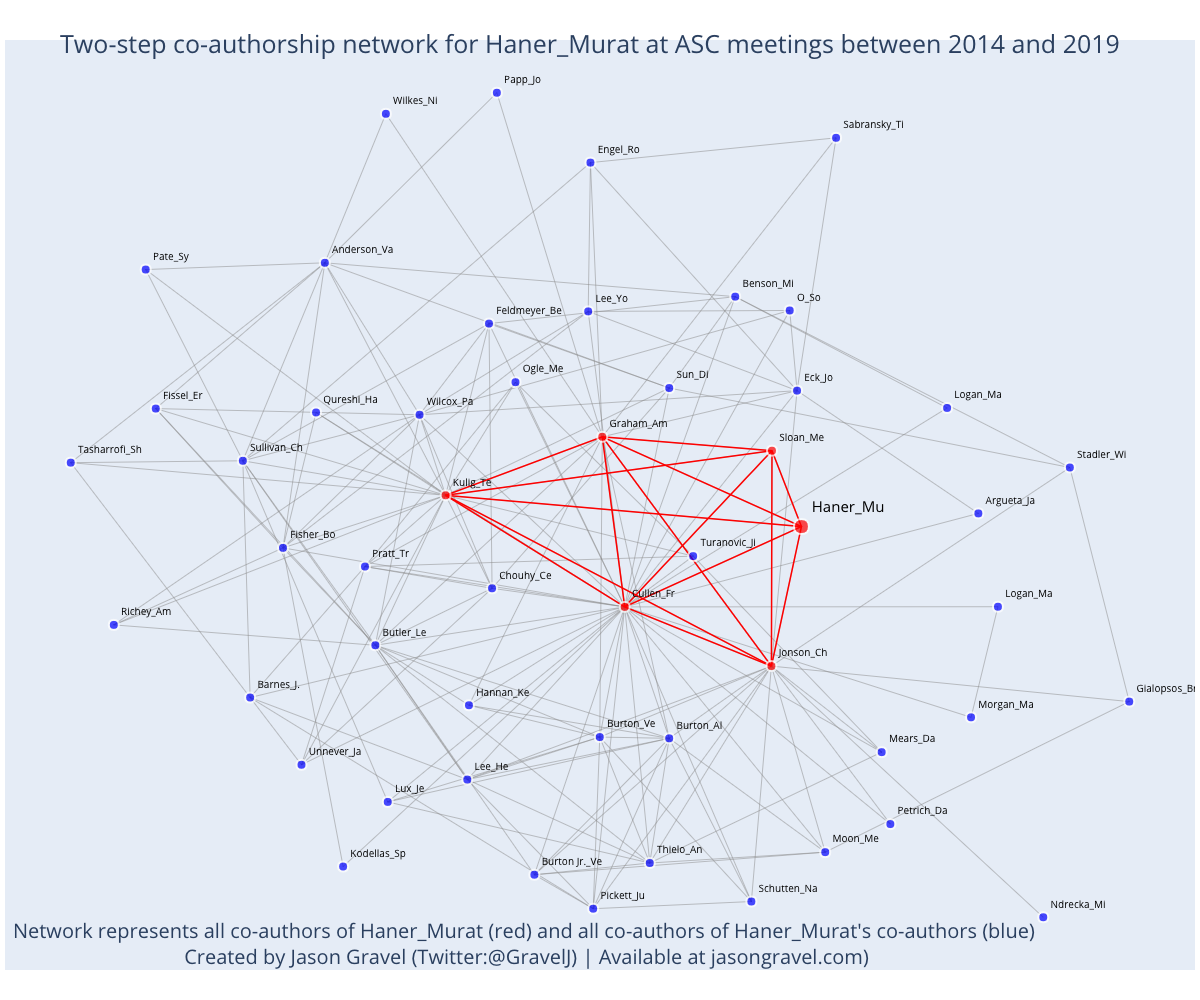 Two-step co-authorship network for Haner_Murat at ASC meetings between 2014 and 2019
Papp_Jo
Wilkes_Ni
Sabransky_Ti
Engel_Ro
Anderson_Va
Pate_Sy
Benson_Mi
Lee_Yo
O_So
Feldmeyer_Be
Ogle_Me
Sun_Di
Eck_Jo
Fissel_Er
Qureshi_Ha
Wilcox_Pa
Logan_Ma
Graham_Am
Sloan_Me
Tasharrofi_Sh
Sullivan_Ch
Stadler_Wi
Kulig_Te
Argueta_Ja
Haner_Mu
Fisher_Bo
Turanovic_Ji
Pratt_Tr
Chouhy_Ce
Cullen_Fr
Logan_Ma
Richey_Am
Butler_Le
Jonson_Ch
Barnes_J.
Hannan_Ke
Gialopsos_Br
Morgan_Ma
Burton_Ve
Burton_Al
Mears_Da
Unnever_Ja
Lee_He
Lux_Je
Petrich_Da
Moon_Me
Kodellas_Sp
Burton Jr._Ve
Thielo_An
Schutten_Na
Pickett_Ju
Ndrecka_Mi
Network represents all co-authors of Haner_Murat (red) and all co-authors of Haner_Murat's co-authors (blue)
Created by Jason Gravel (Twitter:@GravelJ) | Available at jasongravel.com)